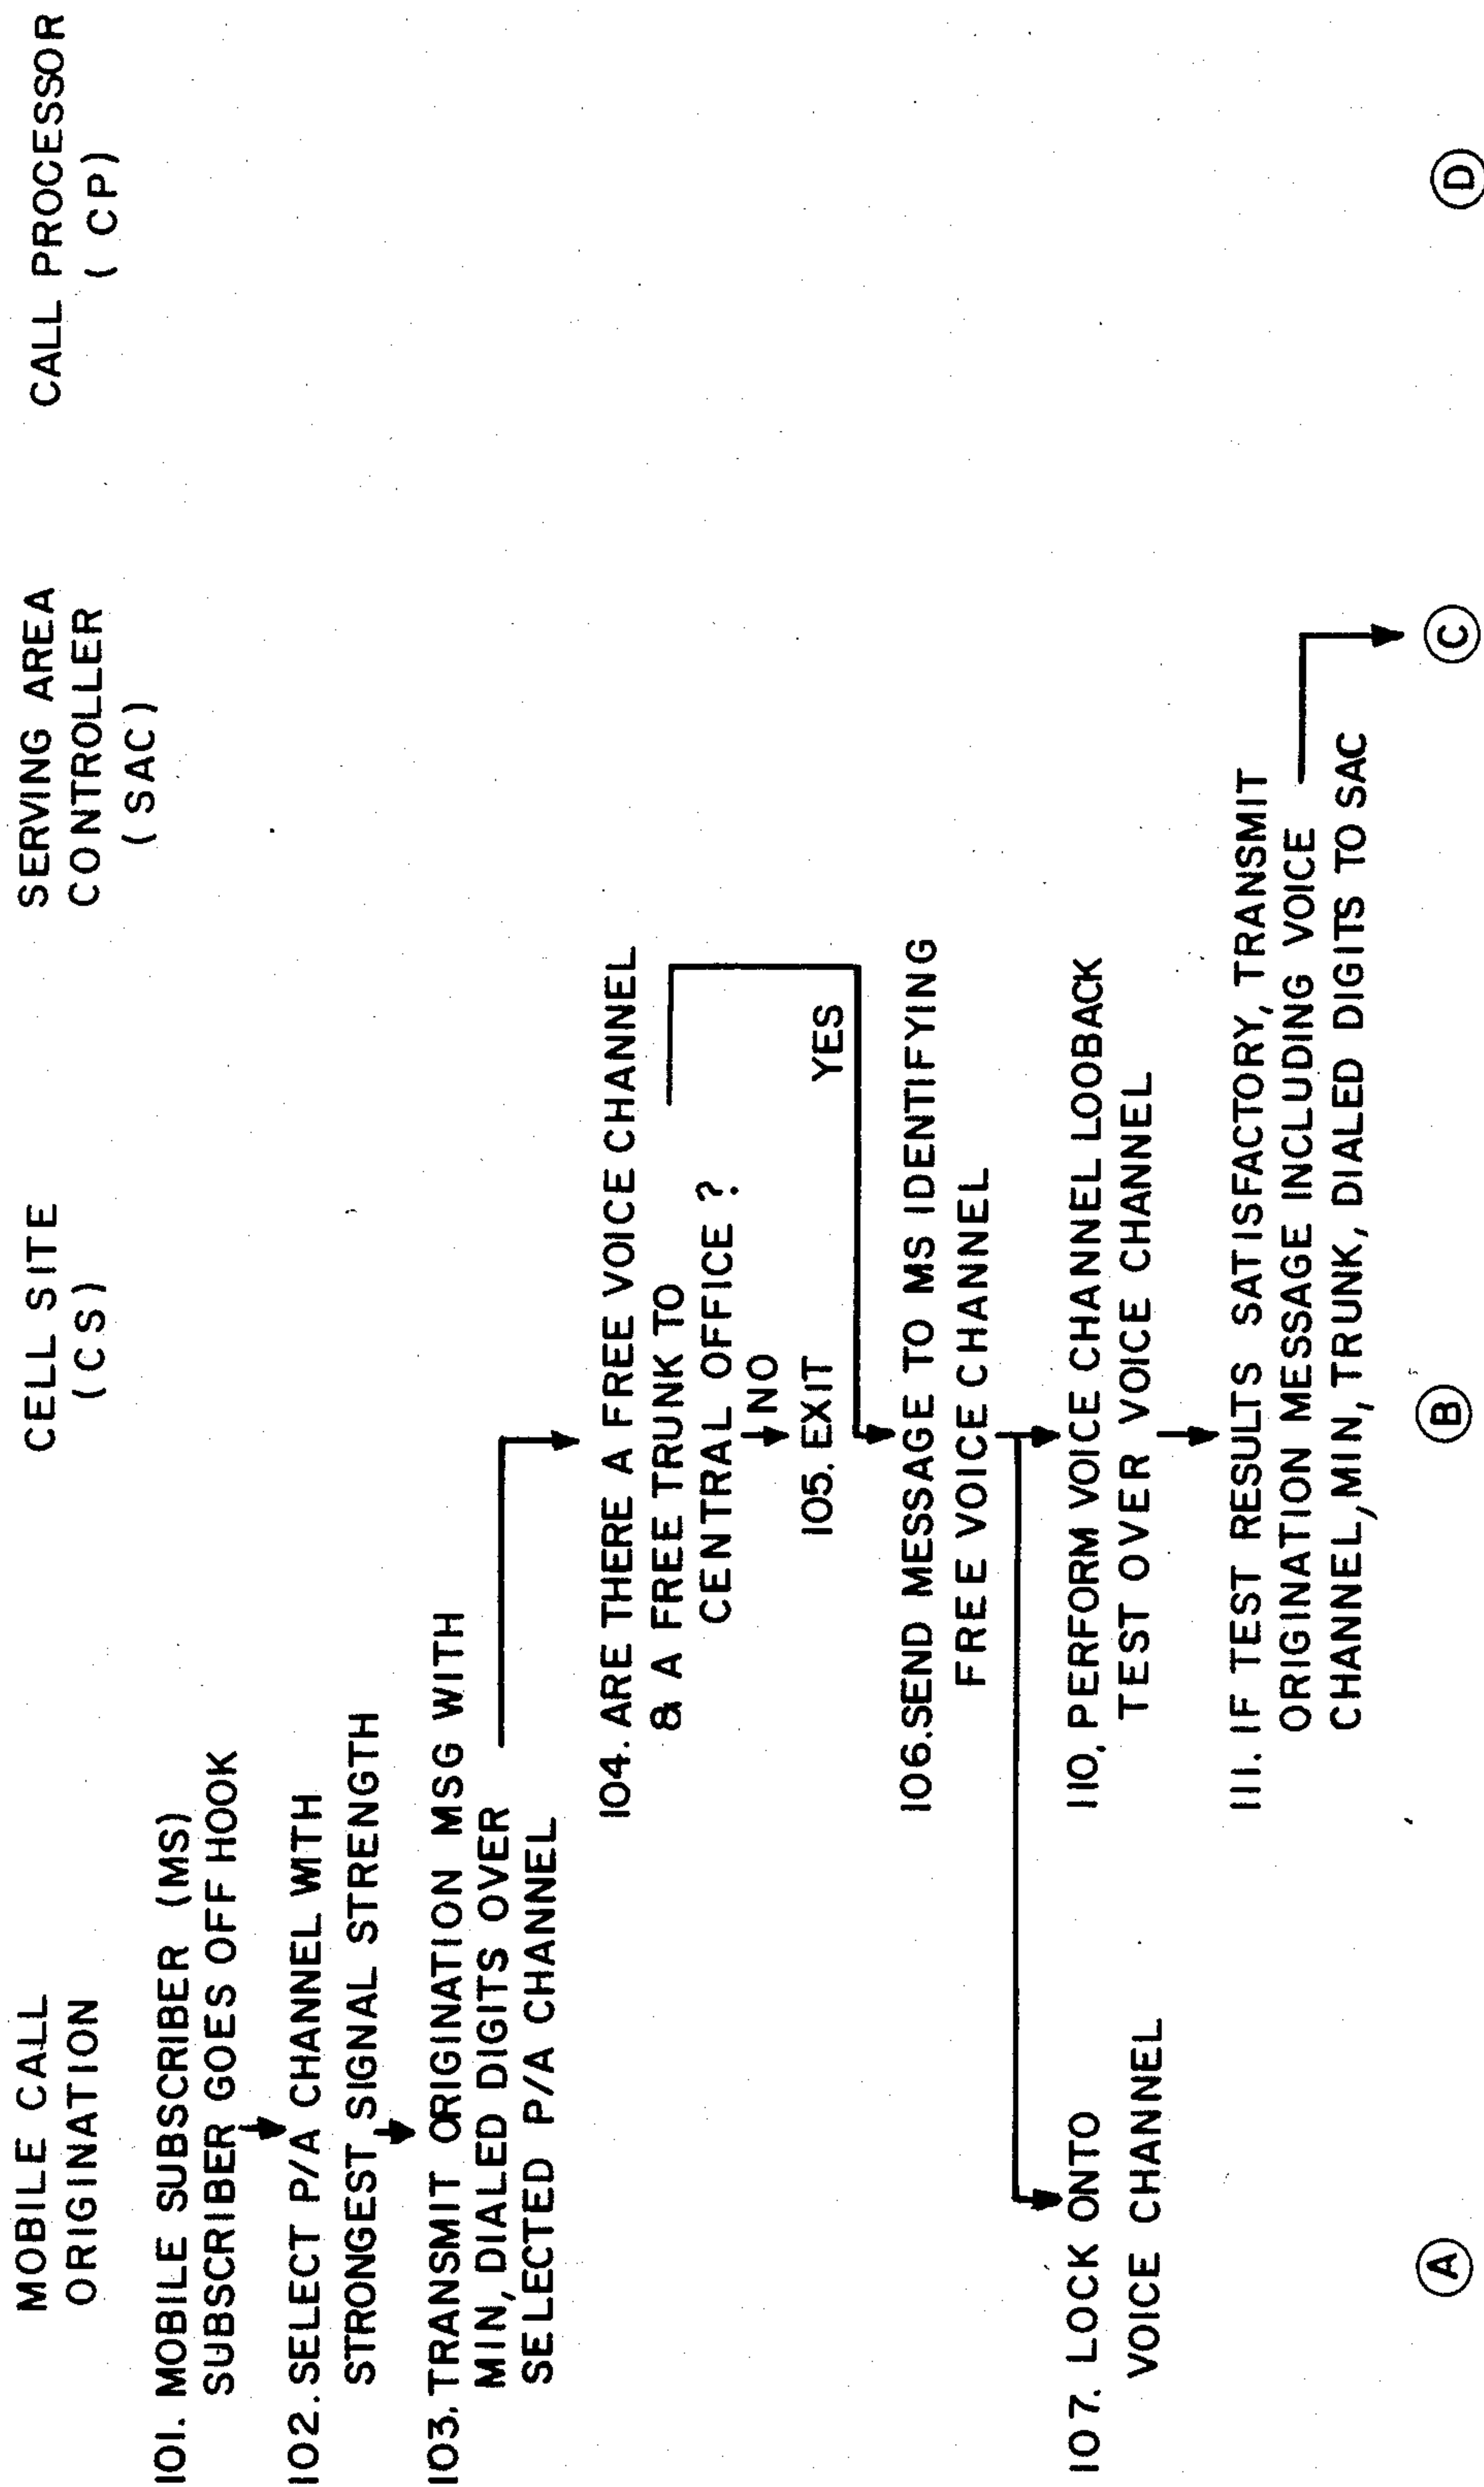 MOBILE CALL
ORIGINATION
CELL SITE
(CS)
SERVING AREA
CONTROLLER
(SAC)
CALL PROCESSOR
(CP)
101. MOBILE SUBSCRIBER (MS)
SUBSCRIBER GOES OFF HOOK
102. SELECT P/A CHANNEL WITH
STRONGEST SIGNAL STRENGTH
103. TRANSMIT ORIGINATION MSG WITH
MIN, DIALED DIGITS OVER
SELECTED P/A CHANNEL
104. ARE THERE A FREE VOICE CHANNEL
& A FREE TRUNK TO
CENTRAL OFFICE ?
NO
YES
105. EXIT
106. SEND MESSAGE TO MS IDENTIFYING
FREE VOICE CHANNEL
107. LOCK ONTO
VOICE CHANNEL
110. PERFORM VOICE CHANNEL LOOBACK
TEST OVER VOICE CHANNEL
111. IF TEST RESULTS SATISFACTORY, TRANSMIT
ORIGINATION MESSAGE INCLUDING VOICE
CHANNEL, MIN, TRUNK, DIALED DIGITS TO SAC
A
B
C
D